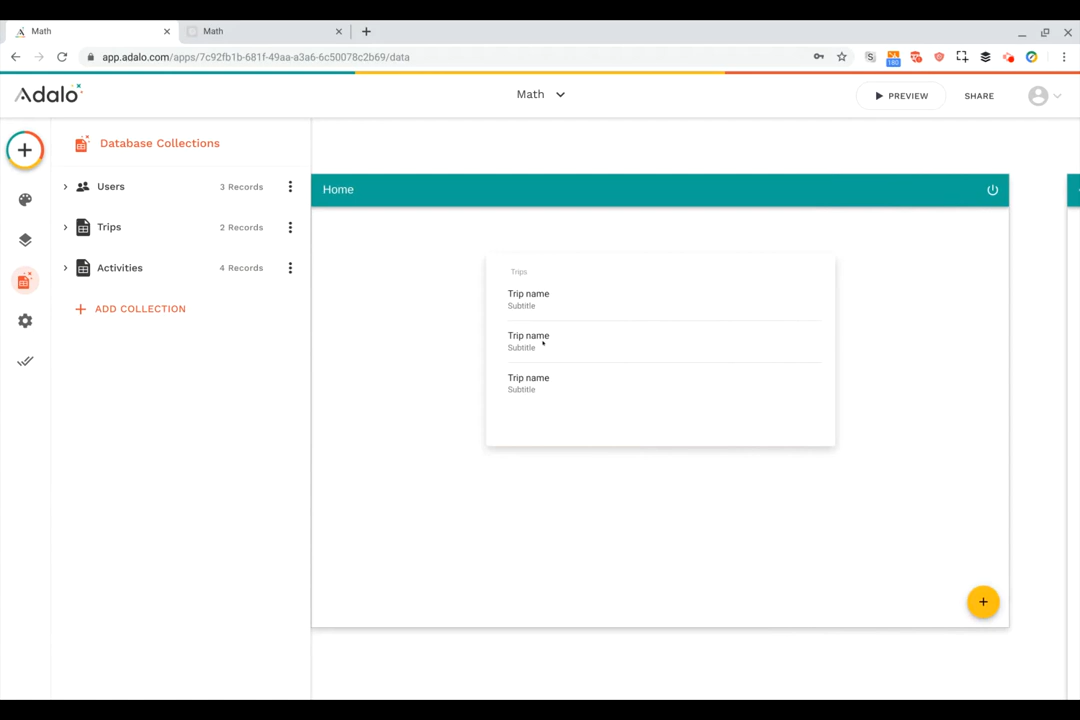 Math
Math
app.adalo.com/apps/7c92fb1b-681f-49aa-a3a6-6c50078c2b69/data
180
Adalo
Math
PREVIEW
SHARE
Database Collections
Users 3 Records
Trips 2 Records
Activities 4 Records
+ ADD COLLECTION
Home
Trips
Trip name
Subtitle
Trip name
Subtitle
Trip name
Subtitle
+